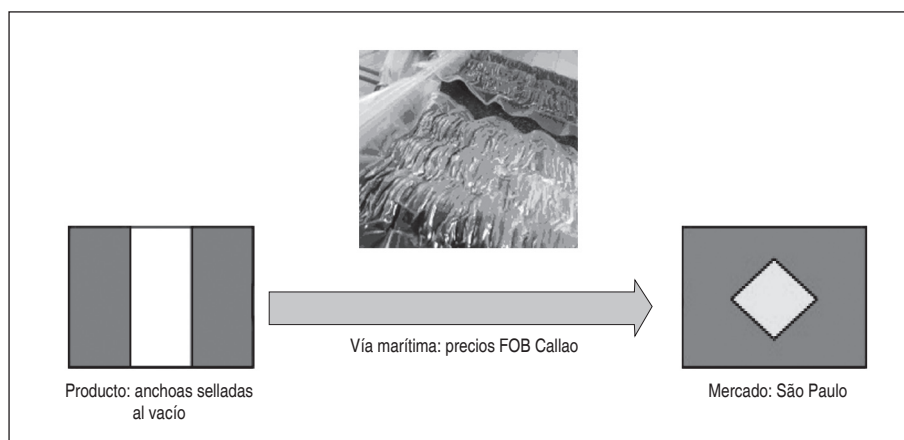 Vía marítima: precios FOB Callao
Producto: anchoas selladas
al vacío
Mercado: São Paulo